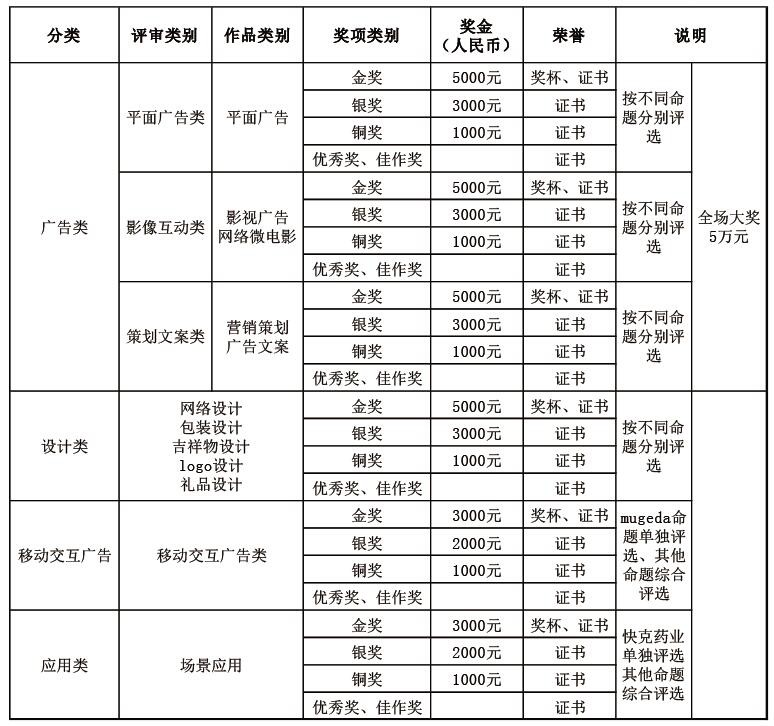 分类 评审类别 作品类别 奖项类别 奖金 荣誉 说明
（人民币）
广告类
平面广告类 平面广告
金奖 5000元 奖杯、证书
银奖 3000元 证书
铜奖 1000元 证书
优秀奖、佳作奖 证书
按不同命
题分别评
选
影像互动类
影视广告
网络微电影
金奖 5000元 奖杯、证书
银奖 3000元 证书
铜奖 1000元 证书
优秀奖、佳作奖 证书
按不同命
题分别评
选
策划文案类
营销策划
广告文案
金奖 5000元 奖杯、证书
银奖 3000元 证书
铜奖 1000元 证书
优秀奖、佳作奖 证书
按不同命
题分别评
选
全场大奖
5万元
设计类
网络设计
包装设计
吉祥物设计
logo设计
礼品设计
金奖 5000元 奖杯、证书
银奖 3000元 证书
铜奖 1000元 证书
优秀奖、佳作奖 证书
按不同命
题分别评
选
移动交互广告 移动交互广告类
金奖 3000元 奖杯、证书
银奖 2000元 证书
铜奖 1000元 证书
优秀奖、佳作奖 证书
mugeda命
题单独评
选、其他
命题综合
评选
应用类 场景应用
金奖 3000元 奖杯、证书
银奖 2000元 证书
铜奖 1000元 证书
优秀奖、佳作奖 证书
快克药业
单独评选
其他命题
综合评选